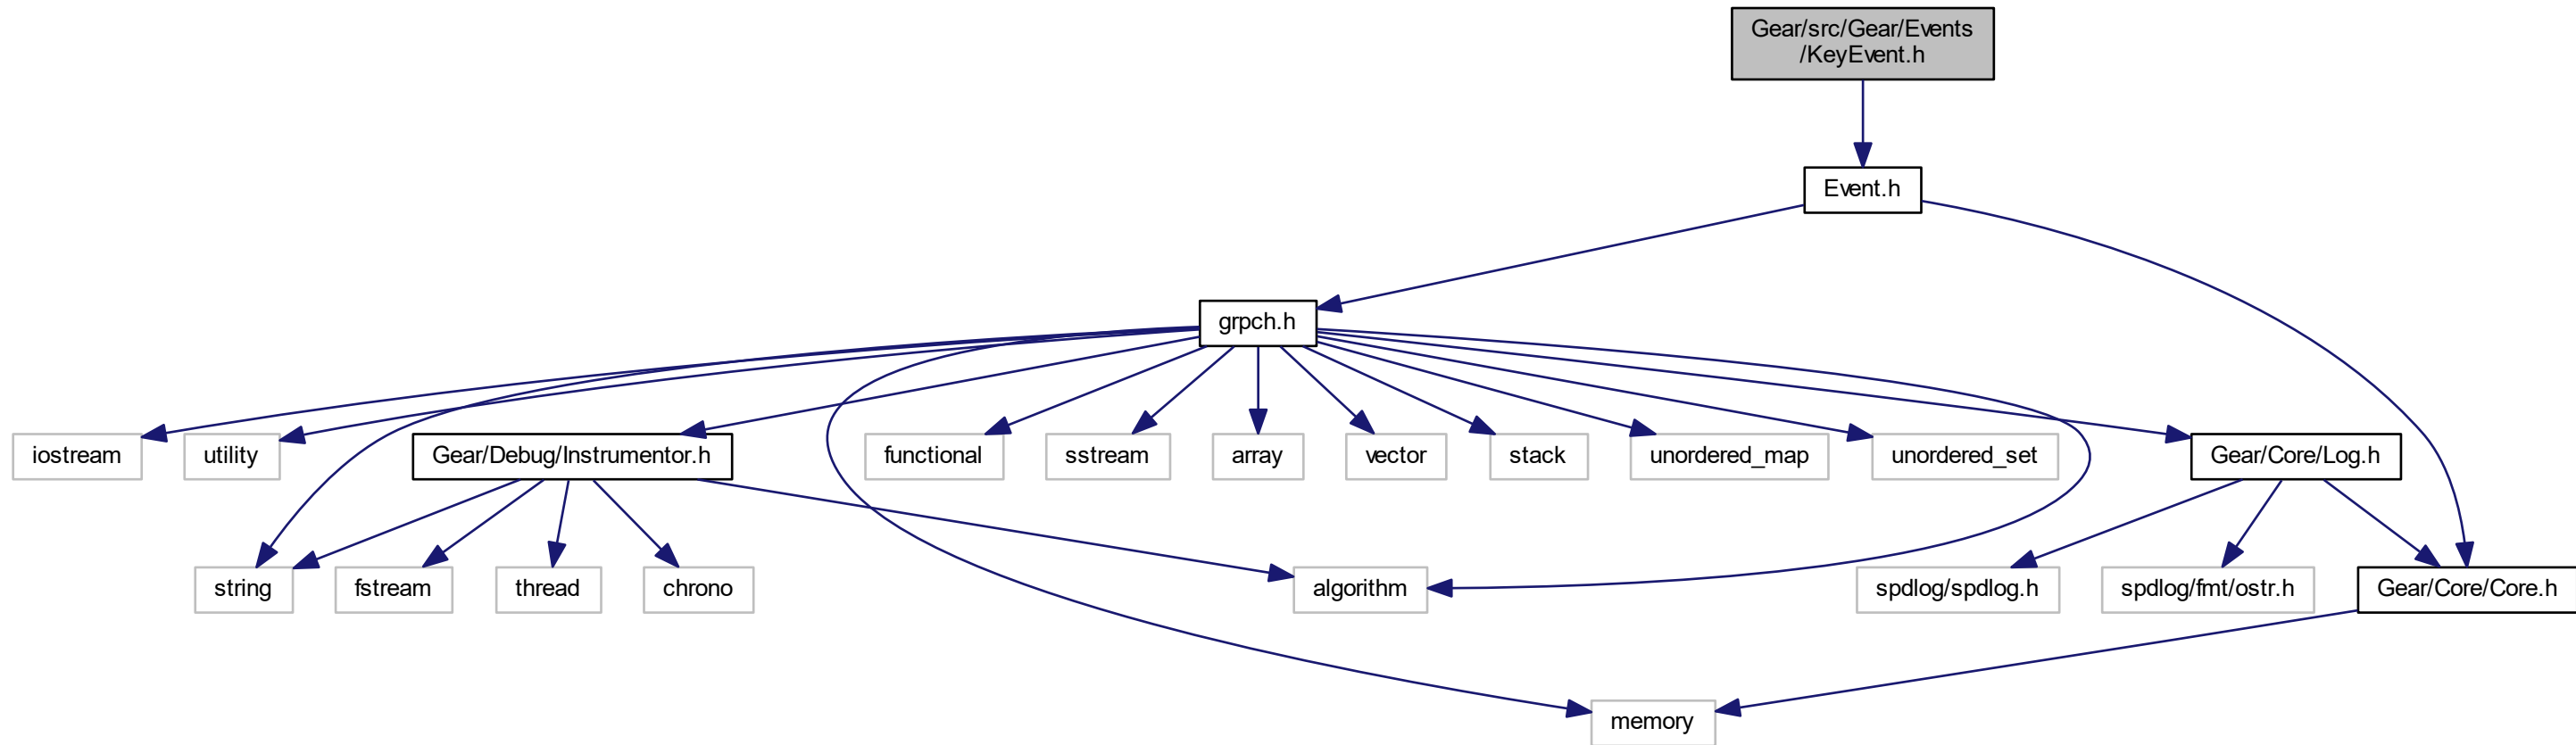 Gear/src/Gear/Events
/KeyEvent.h
Event.h
grpch.h
iostream
utility
Gear/Debug/Instrumentor.h
functional
sstream
array
vector
stack
unordered_map
unordered_set
Gear/Core/Log.h
string
fstream
thread
chrono
algorithm
spdlog/spdlog.h
spdlog/fmt/ostr.h
Gear/Core/Core.h
memory